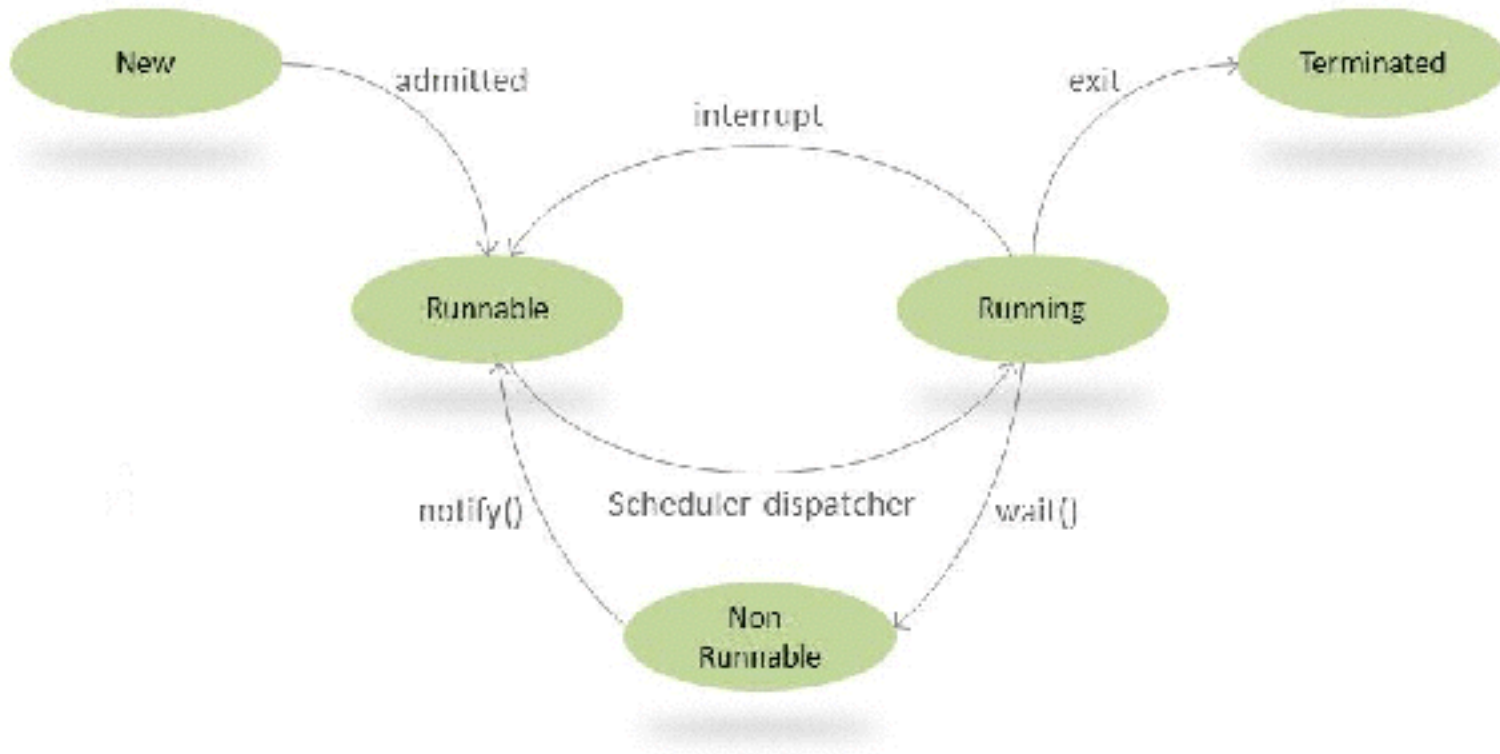 New
admitted
exit
Terminated
interrupt
Runnable
Running
notify()
Scheduler dispatcher
wait()
Non
Runnable